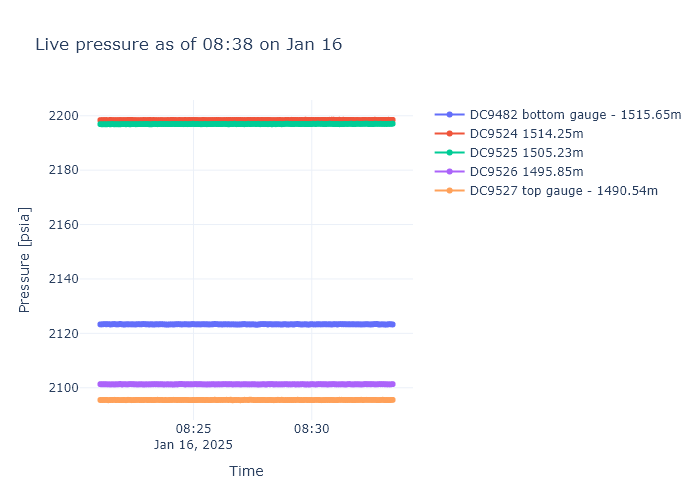 Live pressure as of 08:38 on Jan 16
Pressure [psia]
2200
2180
2160
2140
2120
2100
08:25
Jan 16, 2025
08:30
Time
DC9482 bottom gauge - 1515.65m
DC9524 1514.25m
DC9525 1505.23m
DC9526 1495.85m
DC9527 top gauge - 1490.54m